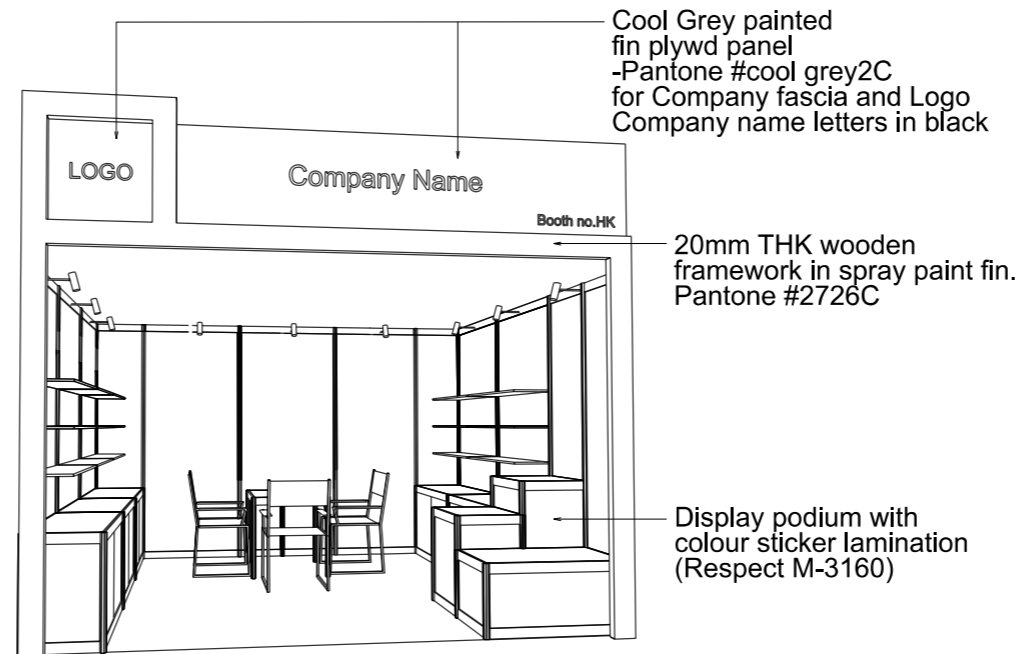 Cool Grey painted
fin plywd panel
-Pantone #cool grey2C
for Company fascia and Logo
Company name letters in black
LOGO
Company Name
Booth no.HK
20mm THK wooden
framework in spray paint fin.
Pantone #2726C
Display podium with
colour sticker lamination
(Respect M-3160)